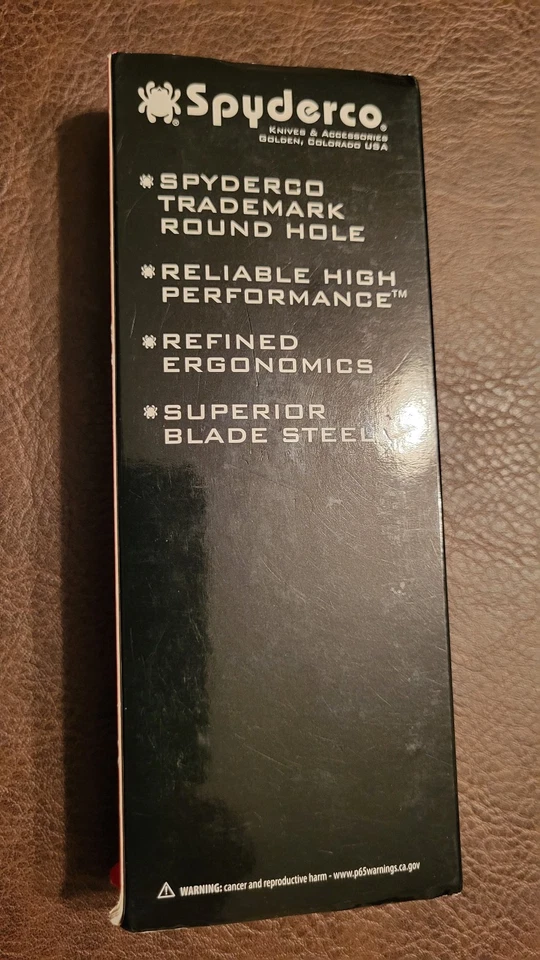 Spyderco®
KNIVES & ACCESSORIES
GOLDEN, COLORADO USA
SPYDERCO
TRADEMARK
ROUND HOLE
RELIABLE HIGH
PERFORMANCE™
REFINED
ERGONOMICS
SUPERIOR
BLADE STEEL
WARNING: cancer and reproductive harm - www.p65warnings.ca.gov